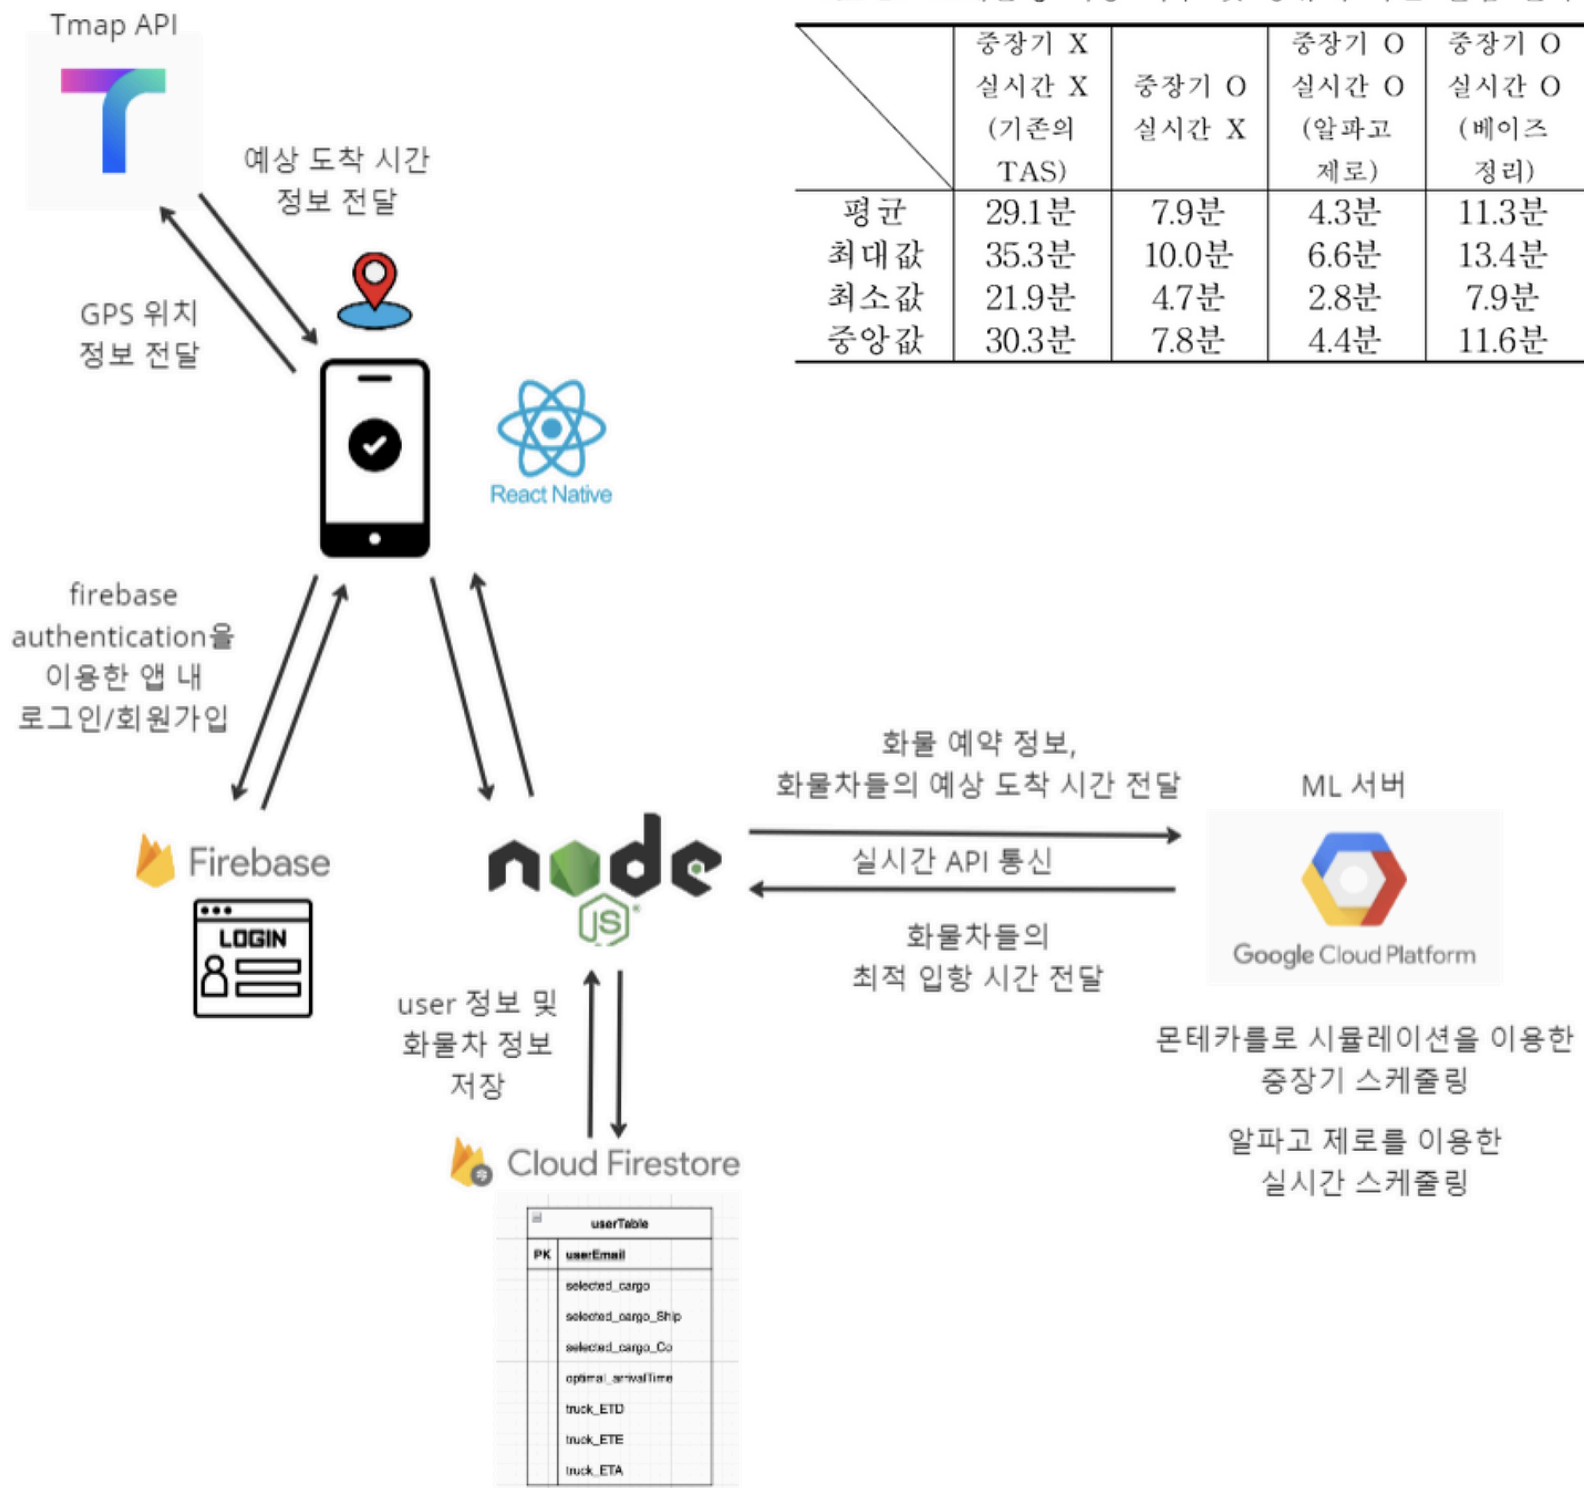 Tmap API
예상 도착 시간
정보 전달
GPS 위치
정보 전달
React Native
중장기 X
실시간 X
(기존의
TAS)
중장기 O
실시간 X
중장기 O
실시간 O
(알파고
제로)
중장기 O
실시간 O
(베이즈
정리)
평균 29.1분 7.9분 4.3분 11.3분
최대값 35.3분 10.0분 6.6분 13.4분
최소값 21.9분 4.7분 2.8분 7.9분
중앙값 30.3분 7.8분 4.4분 11.6분
firebase
authentication을
이용한 앱 내
로그인/회원가입
Firebase
LOGIN
node
JS
화물 예약 정보,
화물차들의 예상 도착 시간 전달
실시간 API 통신
화물차들의
최적 입항 시간 전달
ML 서버
Google Cloud Platform
몬테카를로 시뮬레이션을 이용한
중장기 스케줄링
알파고 제로를 이용한
실시간 스케줄링
user 정보 및
화물차 정보
저장
Cloud Firestore
userTable
PK userEmail
selected_cargo
selected_cargo_Ship
selected_cargo_Co
optimal_arrivalTime
truck_ETD
truck_ETE
truck_ETA